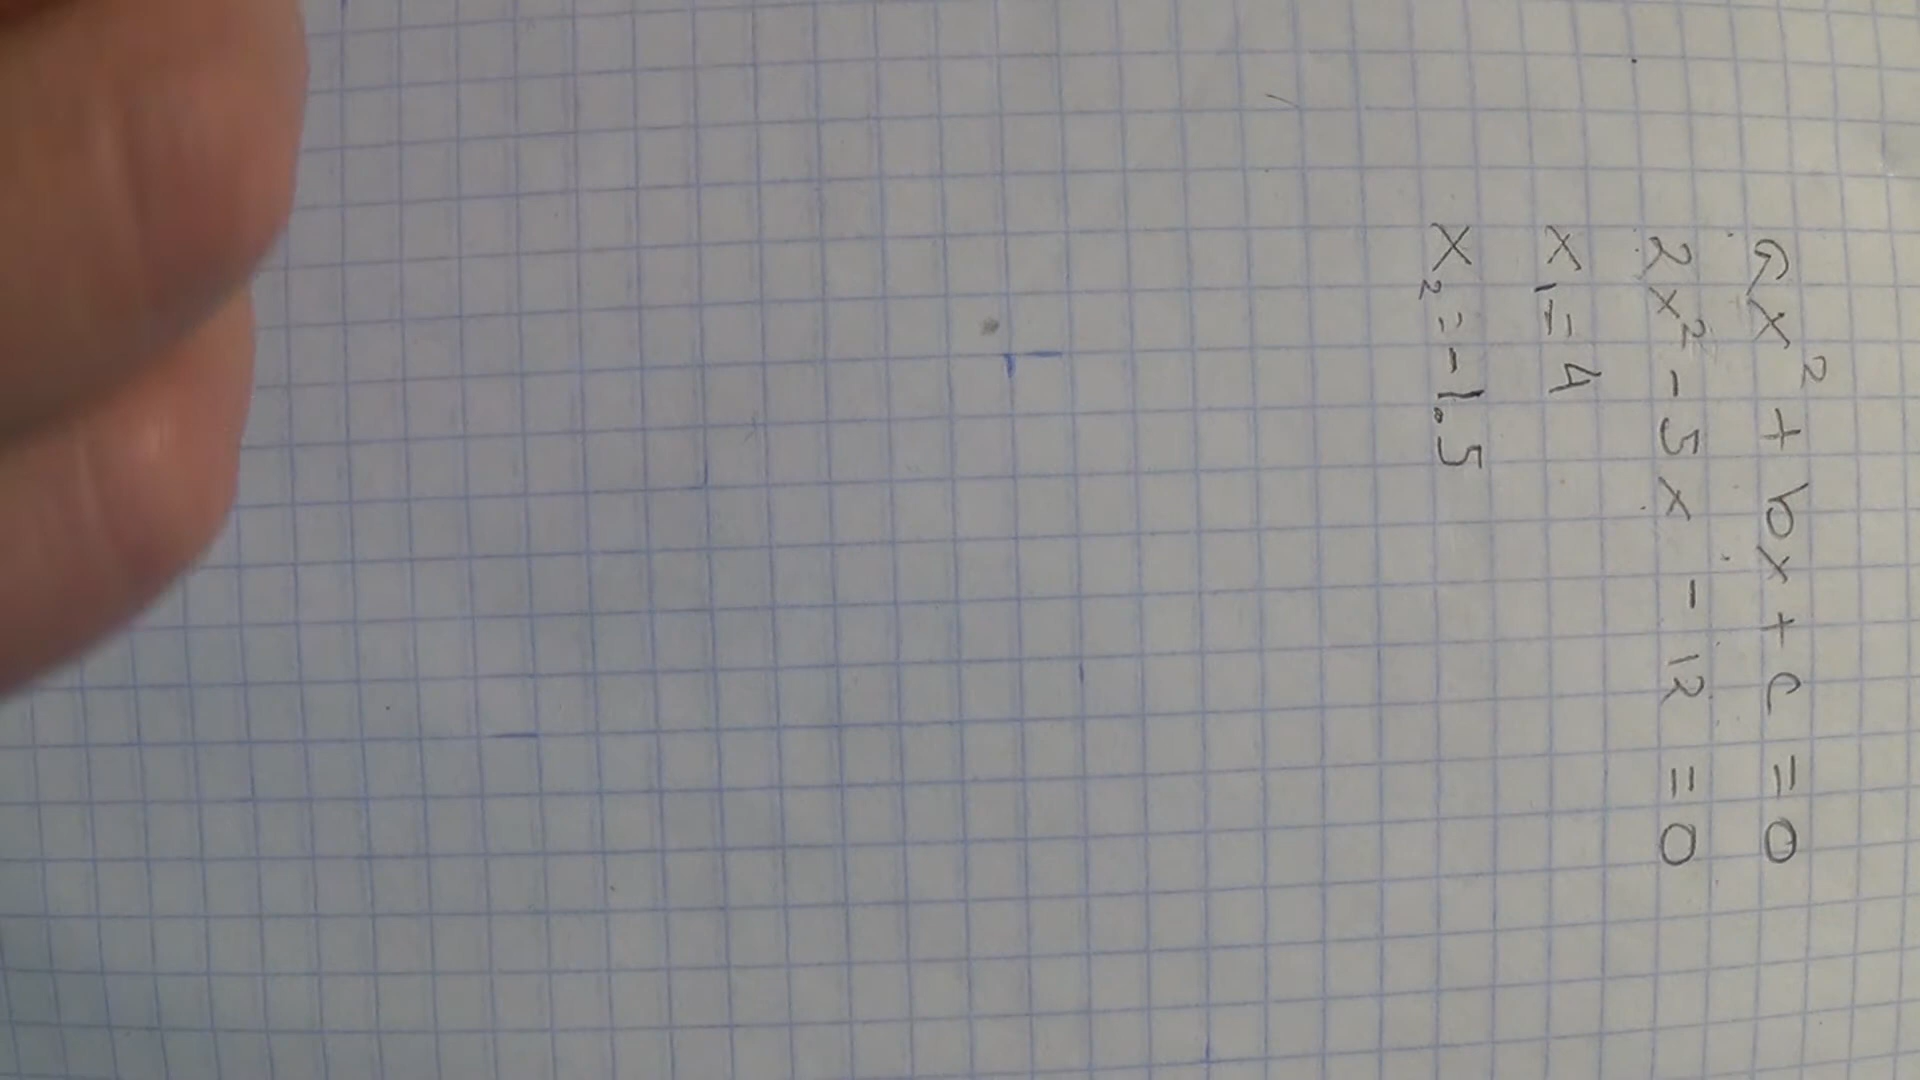 ax² + bx + c = 0
2x² - 5x - 12 = 0
x₁ = 4
x₂ = -1.5